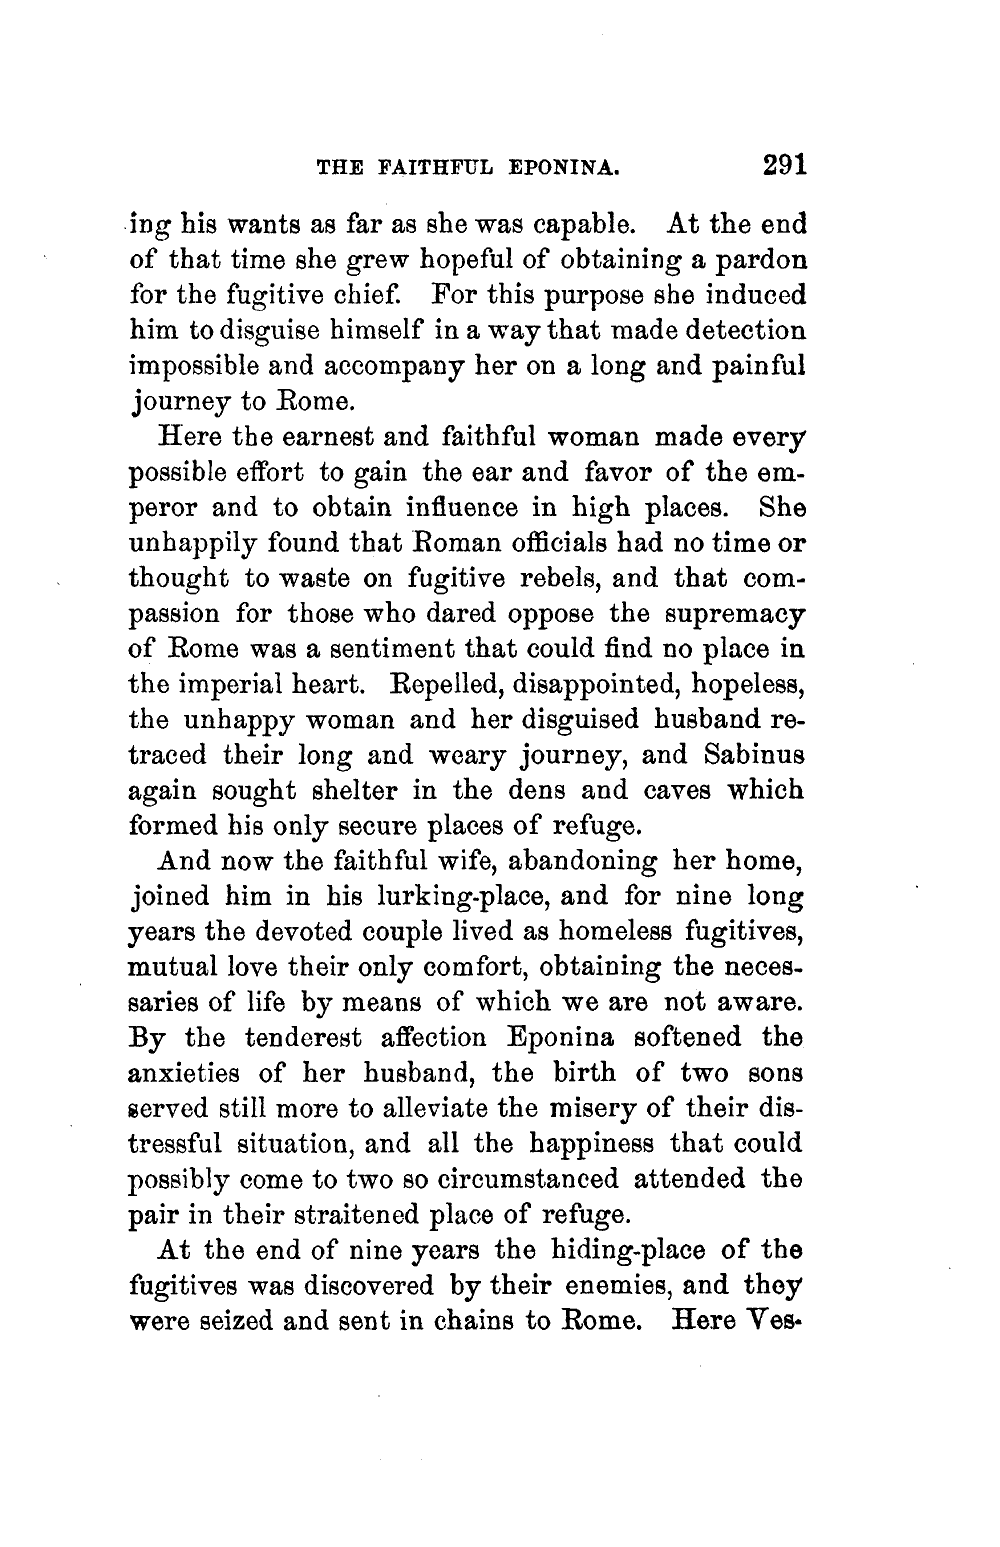 THE FAITHFUL EPONINA. 291
ing his wants as far as she was capable. At the end
of that time she grew hopeful of obtaining a pardon
for the fugitive chief. For this purpose she induced
him to disguise himself in a way that made detection
impossible and accompany her on a long and painful
journey to Rome.
Here the earnest and faithful woman made every
possible effort to gain the ear and favor of the em-
peror and to obtain influence in high places. She
unhappily found that Roman officials had no time or
thought to waste on fugitive rebels, and that com-
passion for those who dared oppose the supremacy
of Rome was a sentiment that could find no place in
the imperial heart. Repelled, disappointed, hopeless,
the unhappy woman and her disguised husband re-
traced their long and weary journey, and Sabinus
again sought shelter in the dens and caves which
formed his only secure places of refuge.
And now the faithful wife, abandoning her home,
joined him in his lurking-place, and for nine long
years the devoted couple lived as homeless fugitives,
mutual love their only comfort, obtaining the neces-
saries of life by means of which we are not aware.
By the tenderest affection Eponina softened the
anxieties of her husband, the birth of two sons
served still more to alleviate the misery of their dis-
tressful situation, and all the happiness that could
possibly come to two so circumstanced attended the
pair in their straitened place of refuge.
At the end of nine years the hiding-place of the
fugitives was discovered by their enemies, and they
were seized and sent in chains to Rome. Here Ves-